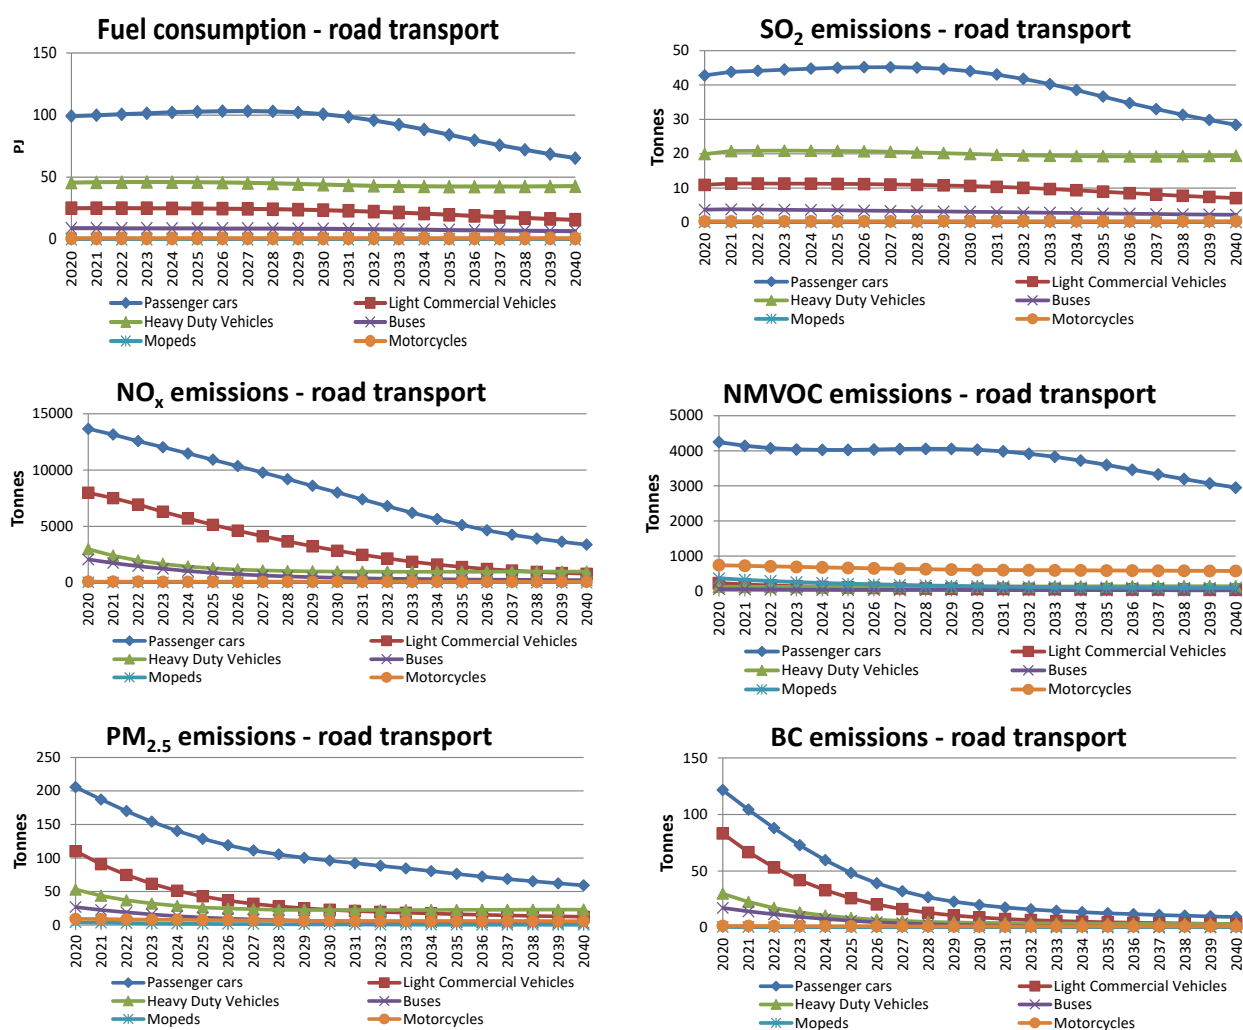 Fuel consumption - road transport
150
100
50
0
PJ
2020 2021 2022 2023 2024 2025 2026 2027 2028 2029 2030 2031 2032 2033 2034 2035 2036 2037 2038 2039 2040
Passenger cars Light Commercial Vehicles
Heavy Duty Vehicles Buses
Mopeds Motorcycles
SO2 emissions - road transport
50
40
30
20
10
0
Tonnes
2020 2021 2022 2023 2024 2025 2026 2027 2028 2029 2030 2031 2032 2033 2034 2035 2036 2037 2038 2039 2040
Passenger cars Light Commercial Vehicles
Heavy Duty Vehicles Buses
Mopeds Motorcycles
NOx emissions - road transport
15000
10000
5000
0
Tonnes
2020 2021 2022 2023 2024 2025 2026 2027 2028 2029 2030 2031 2032 2033 2034 2035 2036 2037 2038 2039 2040
Passenger cars Light Commercial Vehicles
Heavy Duty Vehicles Buses
Mopeds Motorcycles
NMVOC emissions - road transport
5000
4000
3000
2000
1000
0
Tonnes
2020 2021 2022 2023 2024 2025 2026 2027 2028 2029 2030 2031 2032 2033 2034 2035 2036 2037 2038 2039 2040
Passenger cars Light Commercial Vehicles
Heavy Duty Vehicles Buses
Mopeds Motorcycles
PM2.5 emissions - road transport
250
200
150
100
50
0
Tonnes
2020 2021 2022 2023 2024 2025 2026 2027 2028 2029 2030 2031 2032 2033 2034 2035 2036 2037 2038 2039 2040
Passenger cars Light Commercial Vehicles
Heavy Duty Vehicles Buses
Mopeds Motorcycles
BC emissions - road transport
150
100
50
0
Tonnes
2020 2021 2022 2023 2024 2025 2026 2027 2028 2029 2030 2031 2032 2033 2034 2035 2036 2037 2038 2039 2040
Passenger cars Light Commercial Vehicles
Heavy Duty Vehicles Buses
Mopeds Motorcycles